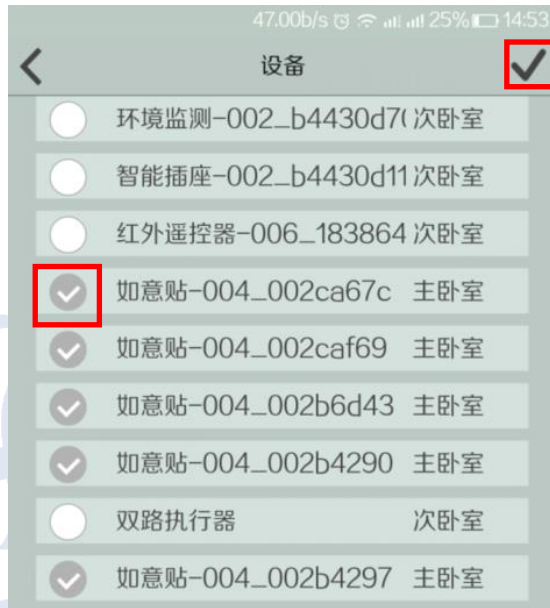 47.00b/s 25% 14:53
设备
环境监测-002_b4430d7( 次卧室
智能插座-002_b4430d11 次卧室
红外遥控器-006_183864 次卧室
如意贴-004_002ca67c 主卧室
如意贴-004_002caf69 主卧室
如意贴-004_002b6d43 主卧室
如意贴-004_002b4290 主卧室
双路执行器 次卧室
如意贴-004_002b4297 主卧室